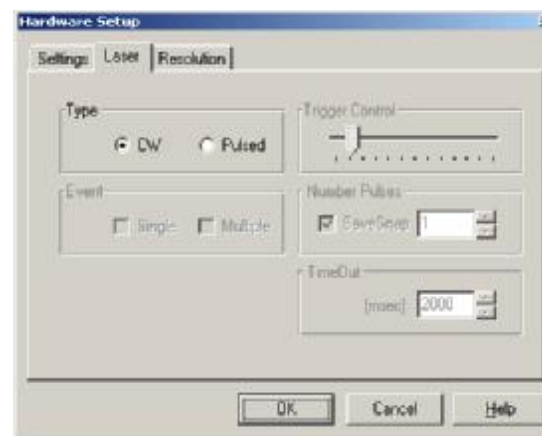 Hardware Setup
Settings Laser Resolution
Type
CW Pulsed
Trigger Control
Event
Single Multiple
Number Pulses
SaveSnap 1
TimeOut
[msec] 2000
OK Cancel Help